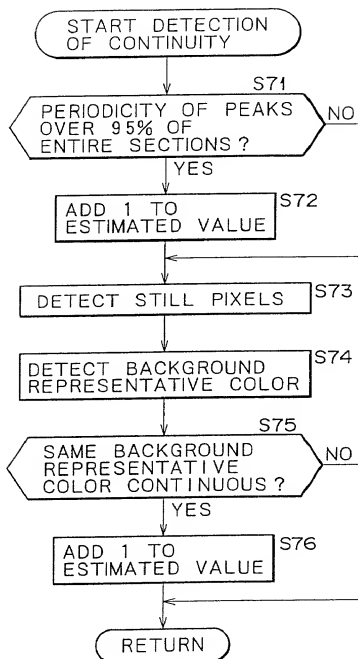 START DETECTION
OF CONTINUITY
S71
PERIODICITY OF PEAKS
OVER 95% OF
ENTIRE SECTIONS?
NO
YES
S72
ADD 1 TO
ESTIMATED VALUE
DETECT STILL PIXELS
S73
S74
DETECT BACKGROUND
REPRESENTATIVE COLOR
S75
SAME BACKGROUND
REPRESENTATIVE
COLOR CONTINUOUS?
NO
YES
S76
ADD 1 TO
ESTIMATED VALUE
RETURN